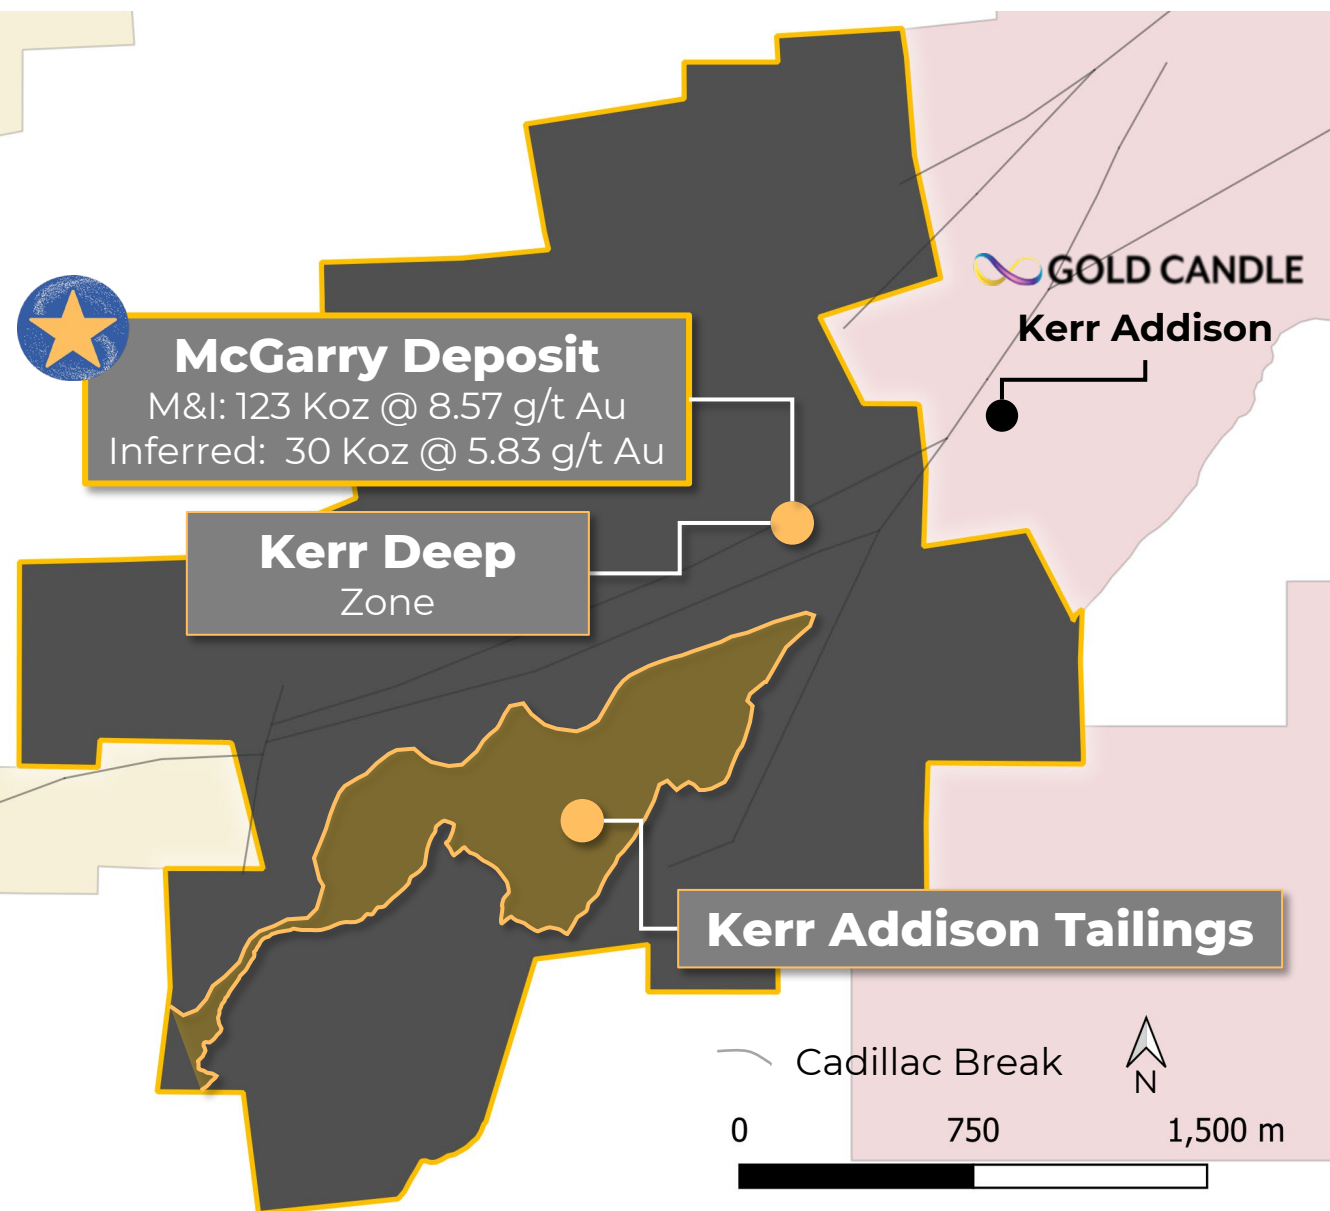 GOLD CANDLE
Kerr Addison
McGarry Deposit
M&I: 123 Koz @ 8.57 g/t Au
Inferred: 30 Koz @ 5.83 g/t Au
Kerr Deep
Zone
Kerr Addison Tailings
Cadillac Break
N
0 750 1,500 m